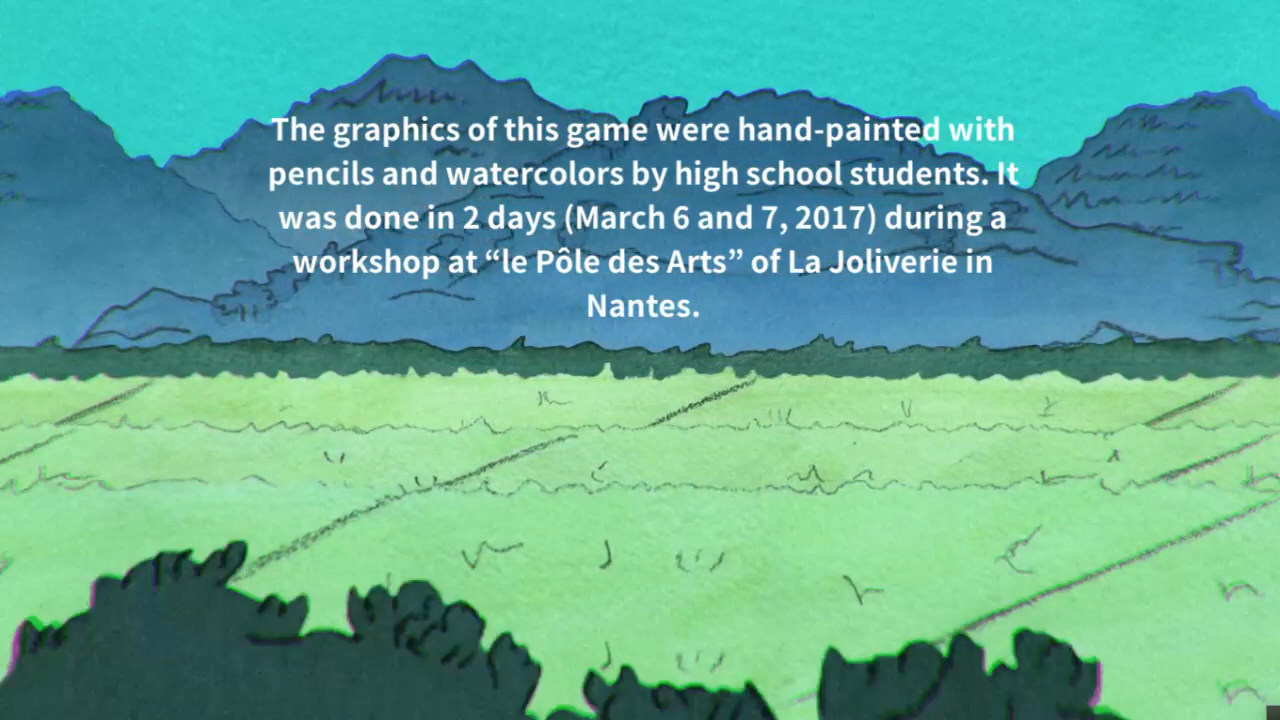 The graphics of this game were hand-painted with
pencils and watercolors by high school students. It
was done in 2 days (March 6 and 7, 2017) during a
workshop at “le Pôle des Arts” of La Joliverie in
Nantes.